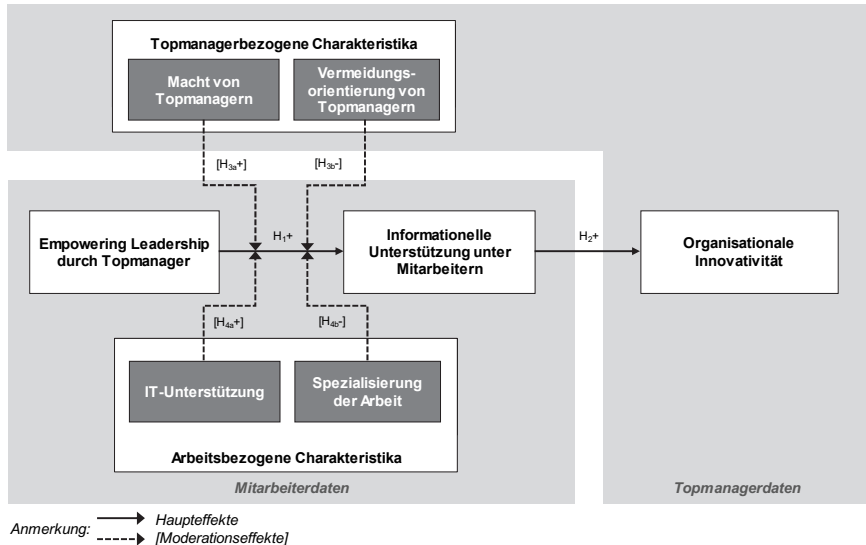 Topmanagerbezogene Charakteristika
Macht von
Topmanagern
Vermeidungs-
orientierung von
Topmanagern
[H3a+]
[H3b-]
Empowering Leadership
durch Topmanager
H1+
Informationelle
Unterstützung unter
Mitarbeitern
H2+
Organisationale
Innovativität
[H4a+]
[H4b-]
IT-Unterstützung
Spezialisierung
der Arbeit
Arbeitsbezogene Charakteristika
Mitarbeiterdaten
Topmanagerdaten
Anmerkung:
Haupteffekte
[Moderationseffekte]